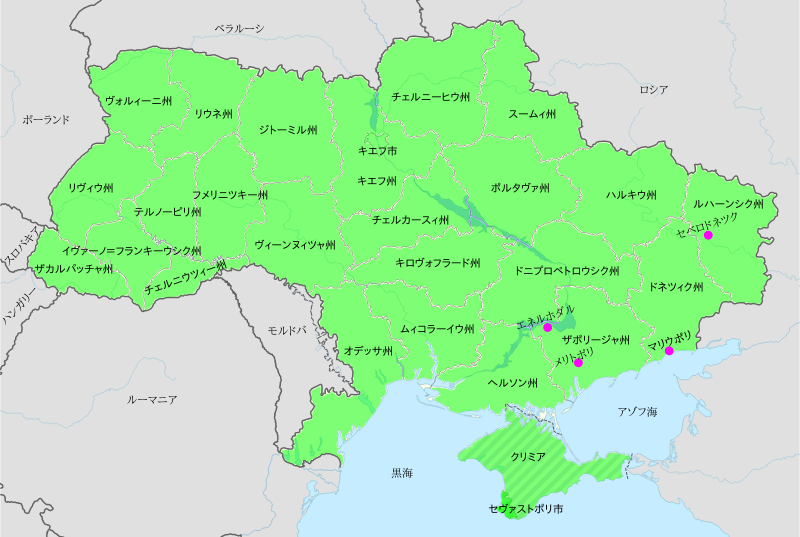 ベラルーシ
ロシア
ポーランド
チェルニーヒウ州
ヴォルィーニ州
リウネ州
スームィ州
ジトーミル州
キエフ市
キエフ州
リヴィウ州
フメリニツキー州
ポルタヴァ州
ハルキウ州
ルハーンシク州
テルノーピリ州
チェルカースィ州
セベロドネツク
スロバキア
イヴァーノ=フランキーウシク州
ヴィーンヌィツャ州
ザカルパッチャ州
チェルニウツィー州
キロヴォフラード州
ドニプロペトロウシク州
ドネツィク州
ハンガリー
モルドバ
ムィコラーイウ州
エネルホダル
ザポリージャ州
マリウポリ
オデッサ州
メリトポリ
ヘルソン州
ルーマニア
アゾフ海
黒海
クリミア
セヴァストポリ市